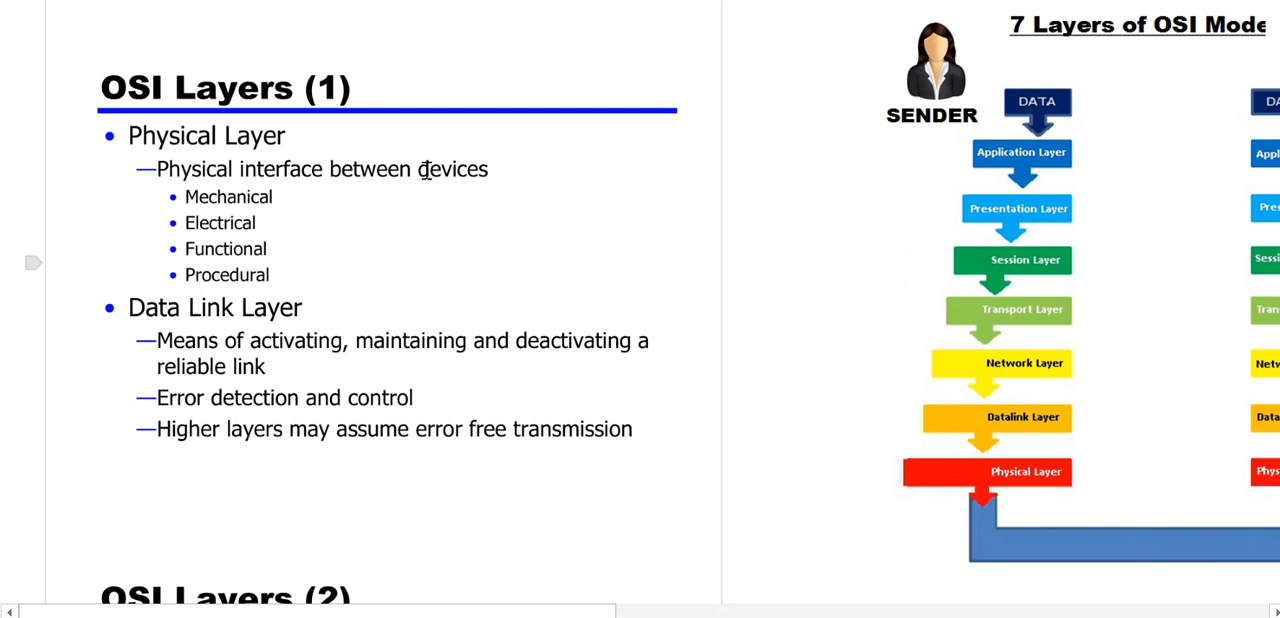 OSI Layers (1)
Physical Layer
—Physical interface between devices
Mechanical
Electrical
Functional
Procedural
Data Link Layer
—Means of activating, maintaining and deactivating a
reliable link
—Error detection and control
—Higher layers may assume error free transmission
OSI Layers (2)
7 Layers of OSI Mode
SENDER
DATA
Application Layer
Presentation Layer
Session Layer
Transport Layer
Network Layer
Datalink Layer
Physical Layer
DA
Appl
Pres
Sessi
Tran
Netw
Data
Phys